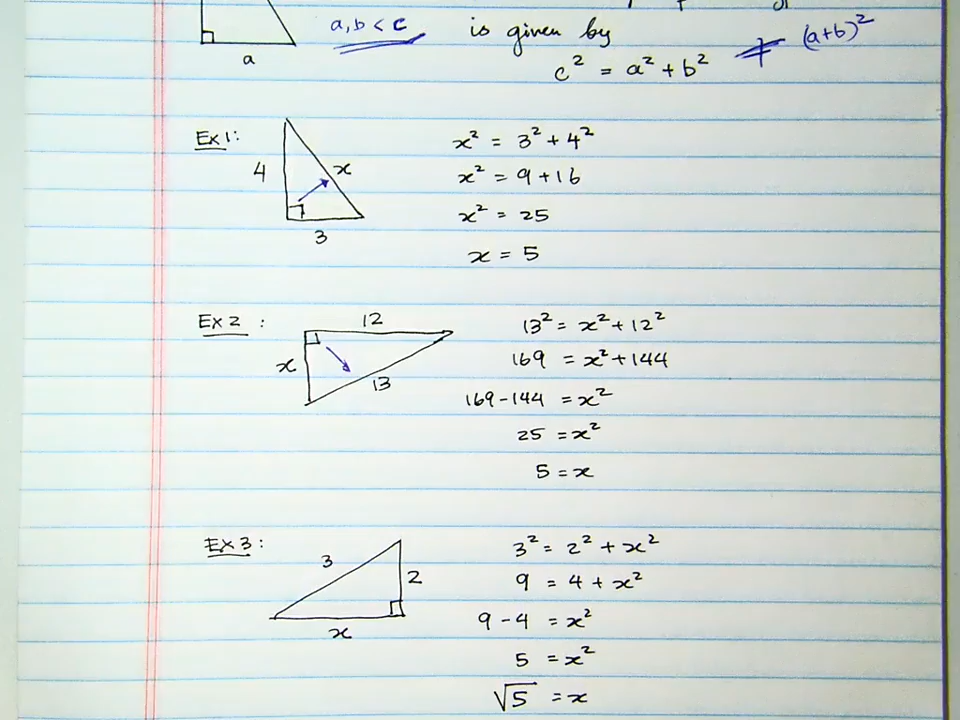 a
a, b < c
is given by
c² = a² + b² ≠ (a+b)²
Ex 1:
4
x
3
x² = 3² + 4²
x² = 9 + 16
x² = 25
x = 5
Ex 2 :
12
x
13
13² = x² + 12²
169 = x² + 144
169 - 144 = x²
25 = x²
5 = x
Ex 3 :
3
2
x
3² = 2² + x²
9 = 4 + x²
9 - 4 = x²
5 = x²
√5 = x